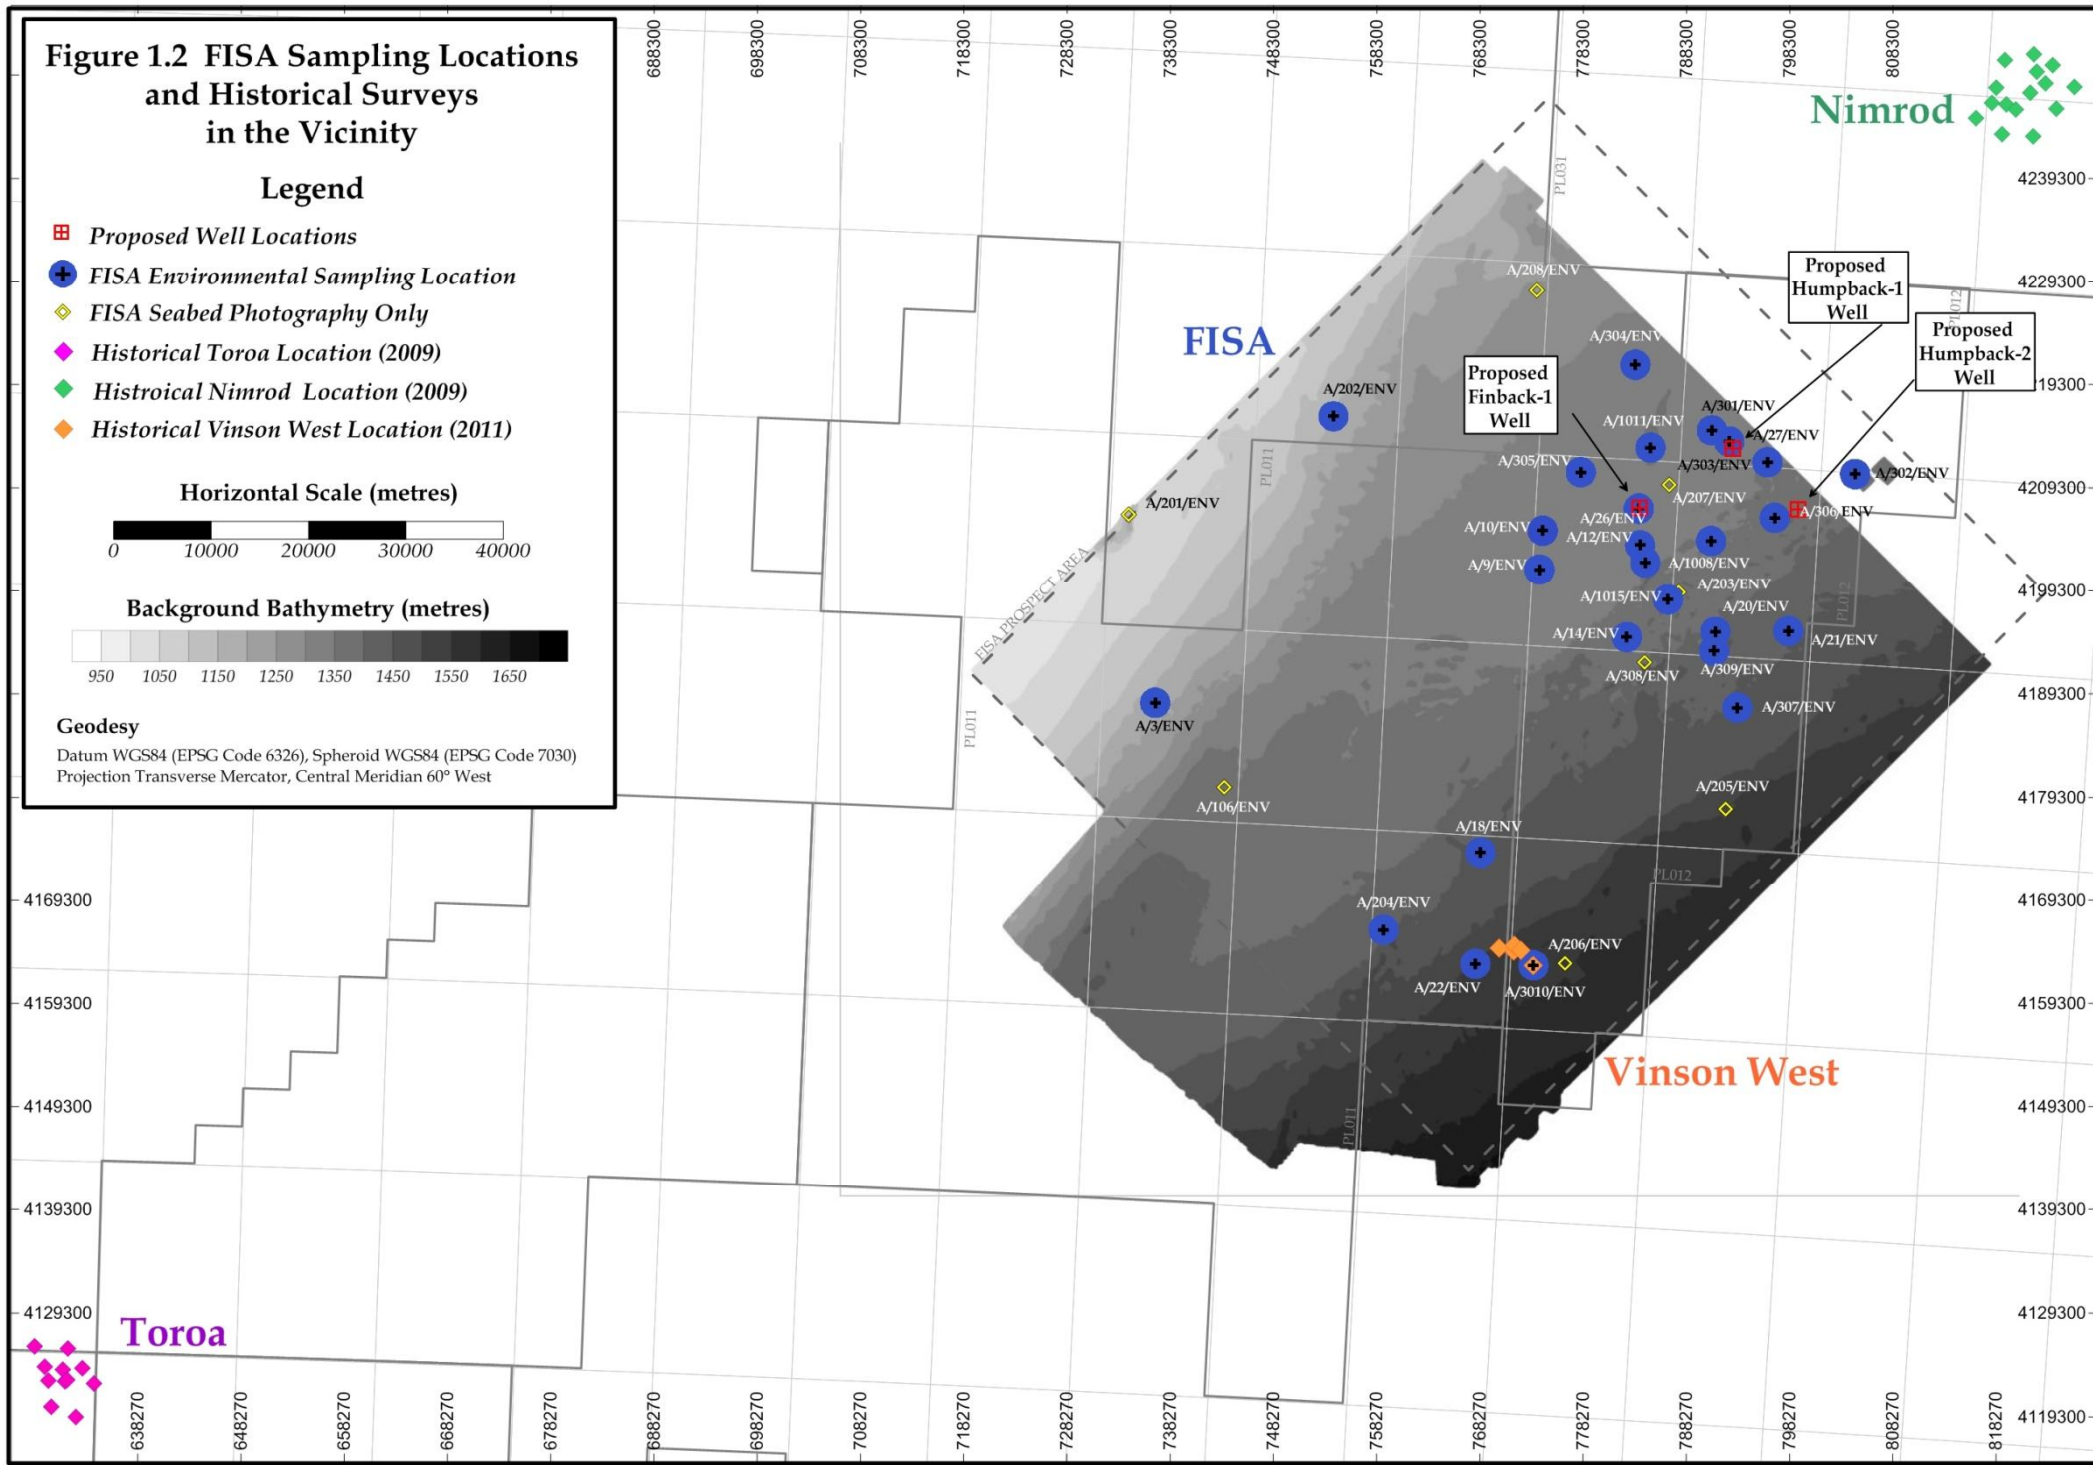 Figure 1.2  FISA Sampling Locations
and Historical Surveys
in the Vicinity
Legend
Proposed Well Locations
FISA Environmental Sampling Location
FISA Seabed Photography Only
Historical Toroa Location (2009)
Histroical Nimrod  Location (2009)
Historical Vinson West Location (2011)
Horizontal Scale (metres)
0 10000 20000 30000 40000
Background Bathymetry (metres)
950 1050 1150 1250 1350 1450 1550 1650
Geodesy
Datum WGS84 (EPSG Code 6326), Spheroid WGS84 (EPSG Code 7030)
Projection Transverse Mercator, Central Meridian 60° West
688300 698300 708300 718300 728300 738300 748300 758300 768300 778300 788300 798300 808300
Nimrod
4239300
PL031
4229300
Proposed
Humpback-1
Well
PL012
Proposed
Humpback-2
Well
A/208/ENV
FISA
A/304/ENV
Proposed
Finback-1
Well
19300
A/202/ENV
A/301/ENV
A/1011/ENV
A/27/ENV
A/305/ENV
A/303/ENV
A/302/ENV
PL011
4209300
A/201/ENV
A/207/ENV
A/26/ENV
A/306/ENV
A/10/ENV
A/12/ENV
A/9/ENV
A/1008/ENV
FISA PROSPECT AREA
A/203/ENV
4199300
A/1015/ENV
A/20/ENV
PL012
A/14/ENV
A/21/ENV
A/308/ENV
A/309/ENV
4189300
A/307/ENV
A/3/ENV
PL011
A/205/ENV
4179300
A/106/ENV
A/18/ENV
PL012
4169300
4169300
A/204/ENV
A/206/ENV
A/22/ENV
A/3010/ENV
4159300
4159300
Vinson West
4149300
4149300
PL011
4139300
4139300
4129300
4129300
Toroa
4119300
638270 648270 658270 668270 678270 688270 698270 708270 718270 728270 738270 748270 758270 768270 778270 788270 798270 808270 818270